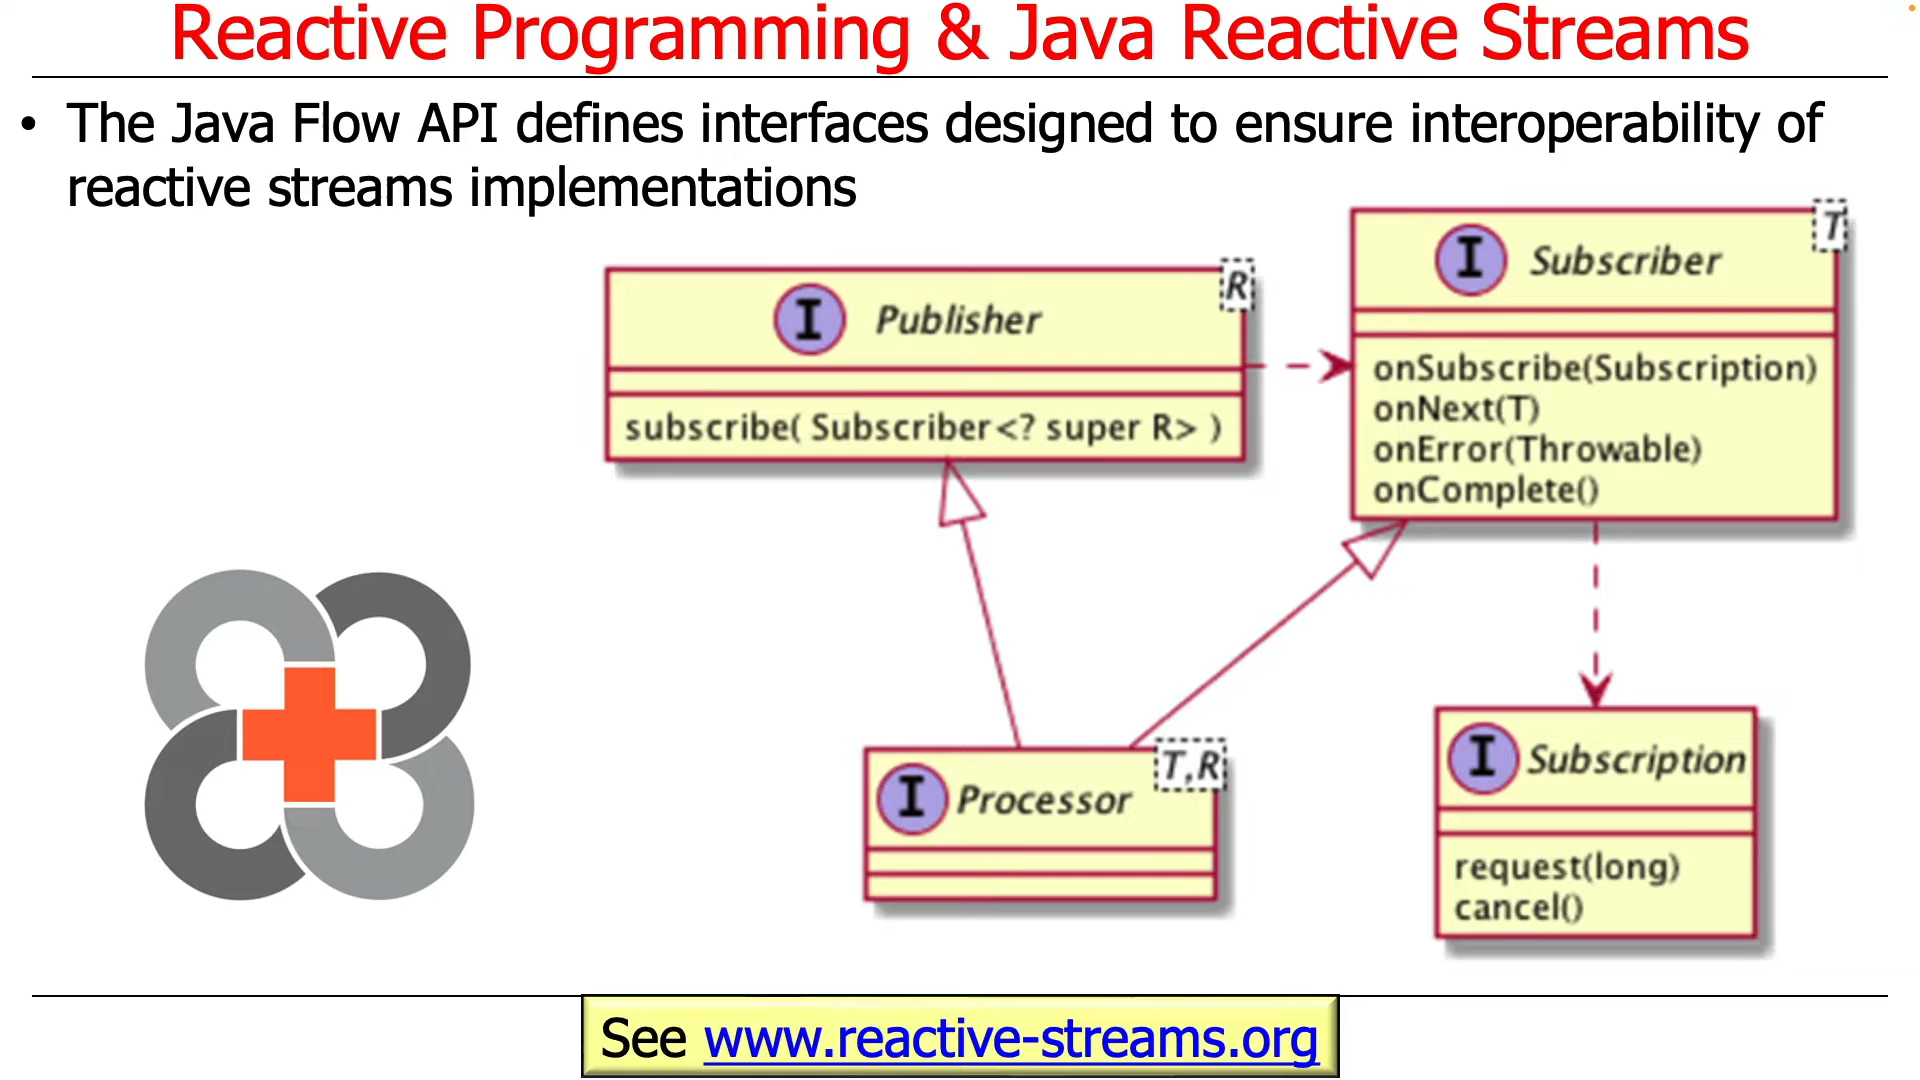 Reactive Programming & Java Reactive Streams
• The Java Flow API defines interfaces designed to ensure interoperability of
reactive streams implementations
I Publisher R
subscribe( Subscriber<? super R> )
I Subscriber T
onSubscribe(Subscription)
onNext(T)
onError(Throwable)
onComplete()
I Processor T,R
I Subscription
request(long)
cancel()
See www.reactive-streams.org